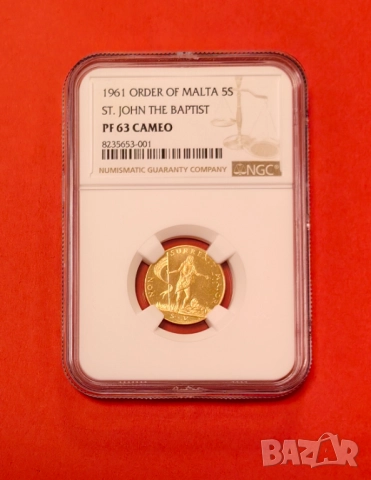 1961 ORDER OF MALTA 5S
ST. JOHN THE BAPTIST
PF 63 CAMEO
8235653-001
NUMISMATIC GUARANTY COMPANY
NGC
BAZAR